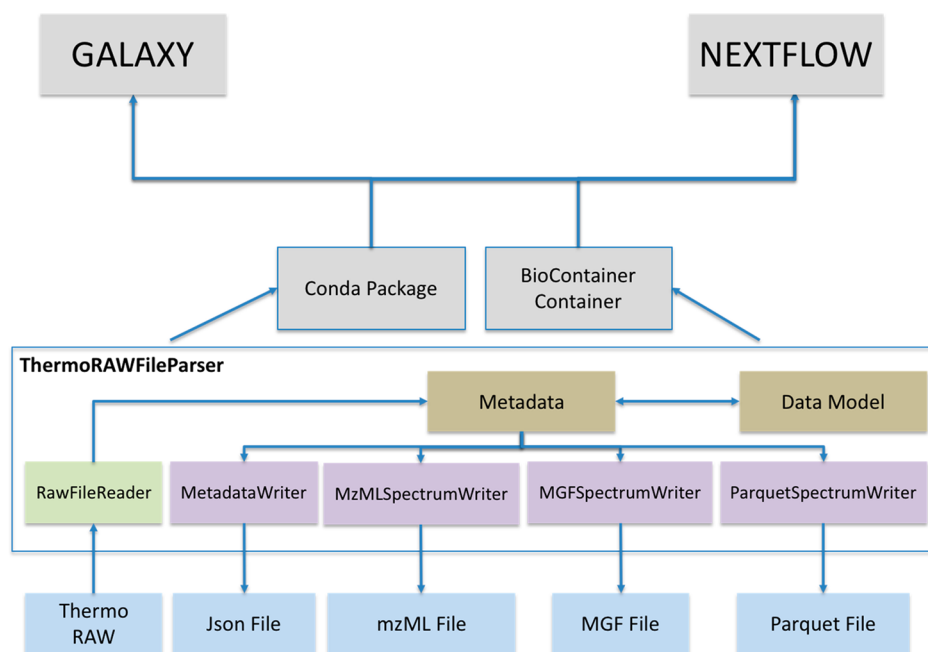 GALAXY
NEXTFLOW
Conda Package
BioContainer
Container
ThermoRAWFileParser
Metadata
Data Model
RawFileReader
MetadataWriter
MzMLSpectrumWriter
MGFSpectrumWriter
ParquetSpectrumWriter
Thermo
RAW
Json File
mzML File
MGF File
Parquet File